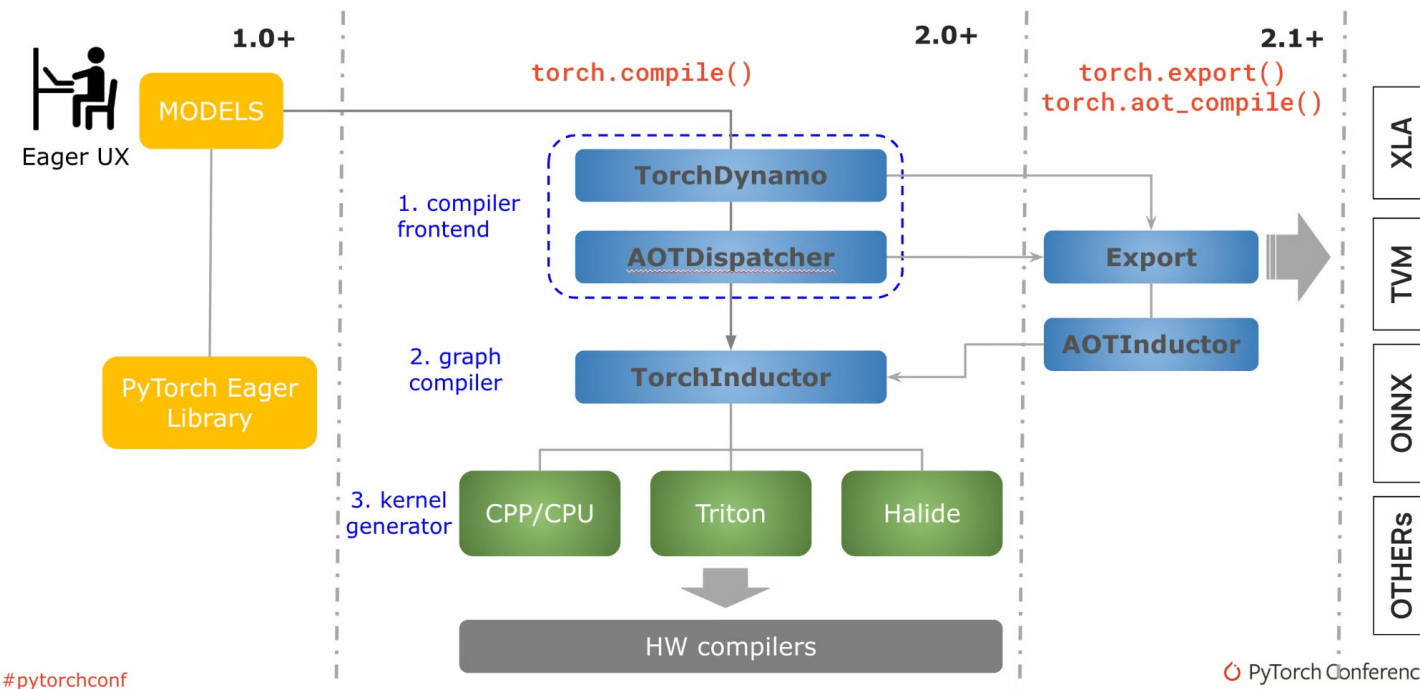 1.0+
2.0+
2.1+
Eager UX
MODELS
PyTorch Eager
Library
torch.compile()
1. compiler
frontend
TorchDynamo
AOTDispatcher
2. graph
compiler
TorchInductor
3. kernel
generator
CPP/CPU
Triton
Halide
HW compilers
torch.export()
torch.aot_compile()
Export
AOTInductor
XLA
TVM
ONNX
OTHERs
#pytorchconf
PyTorch Conferenc